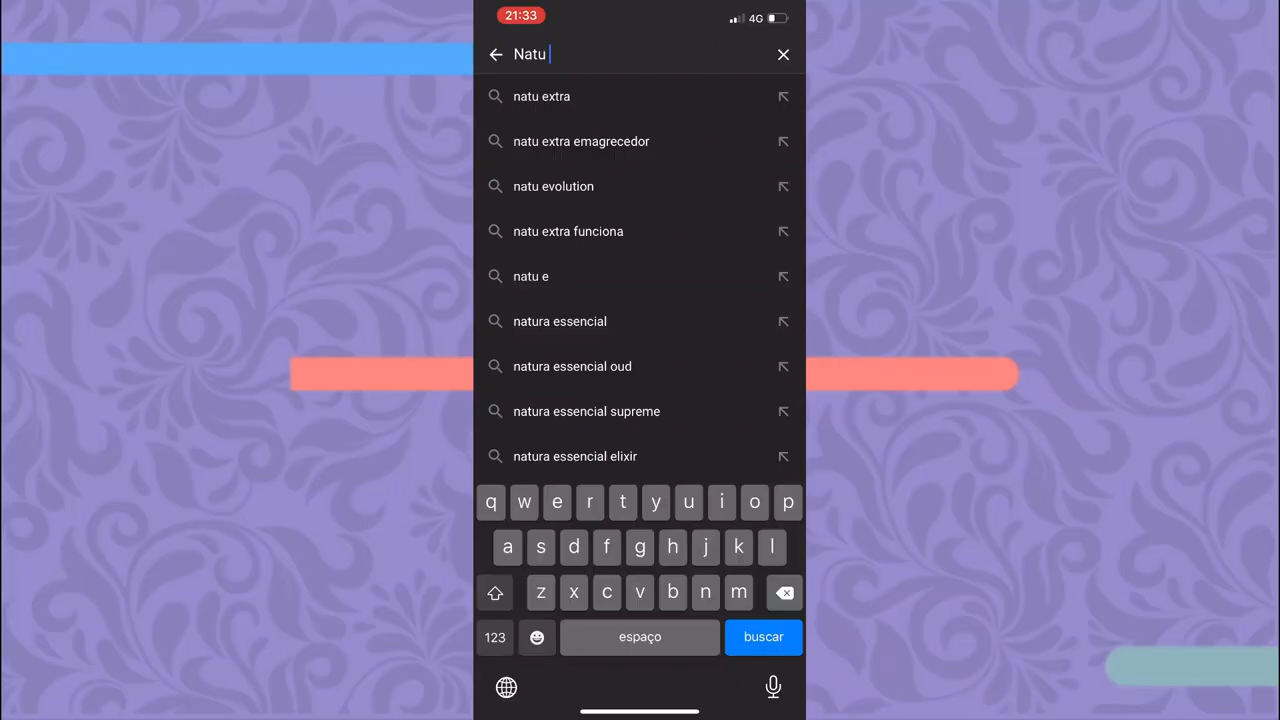 21:33
4G
Natu
natu extra
natu extra emagrecedor
natu evolution
natu extra funciona
natu e
natura essencial
natura essencial oud
natura essencial supreme
natura essencial elixir
q w e r t y u i o p
a s d f g h j k l
z x c v b n m
123 espaço buscar